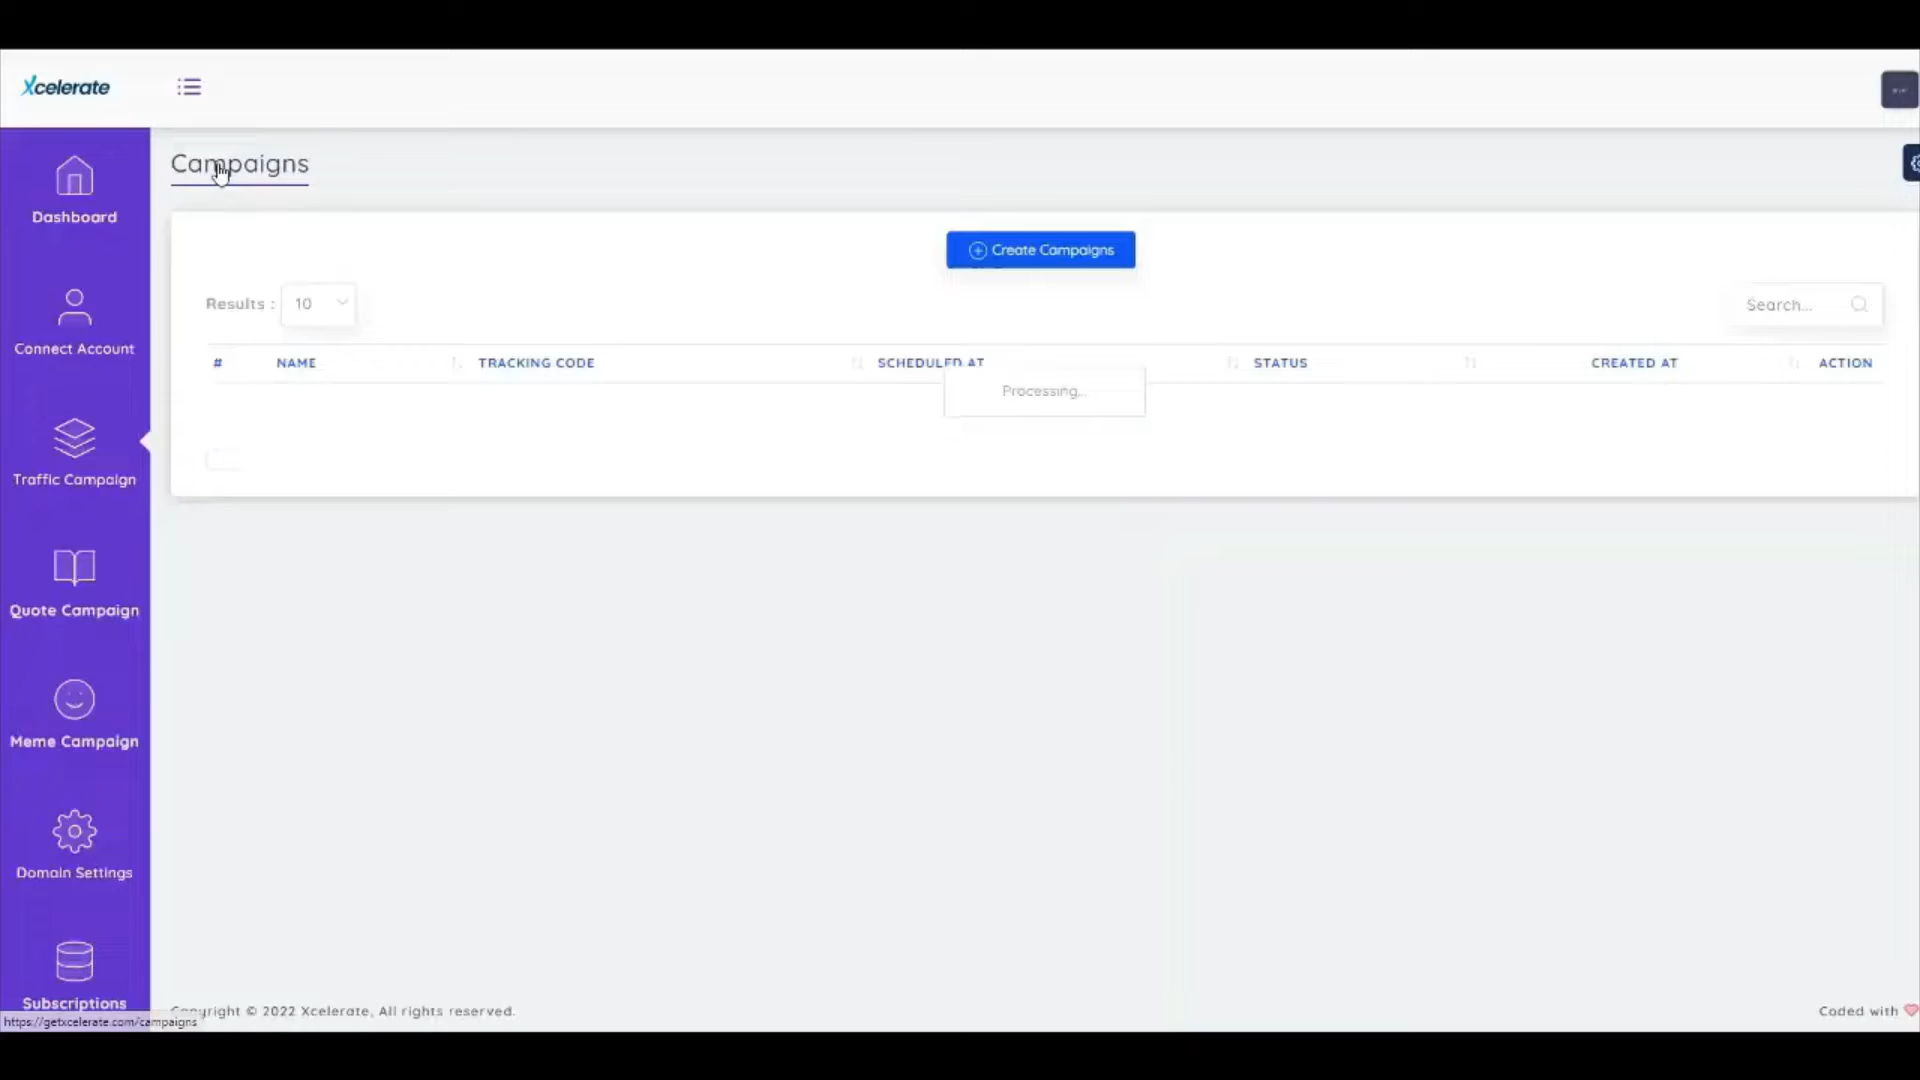 Xcelerate
Campaigns
Dashboard
Create Campaigns
Results : 10
Search...
# NAME TRACKING CODE SCHEDULED AT STATUS CREATED AT ACTION
Processing...
Connect Account
Traffic Campaign
Quote Campaign
Meme Campaign
Domain Settings
Subscriptions
Copyright © 2022 Xcelerate, All rights reserved.
Coded with
https://getxcelerate.com/campaigns